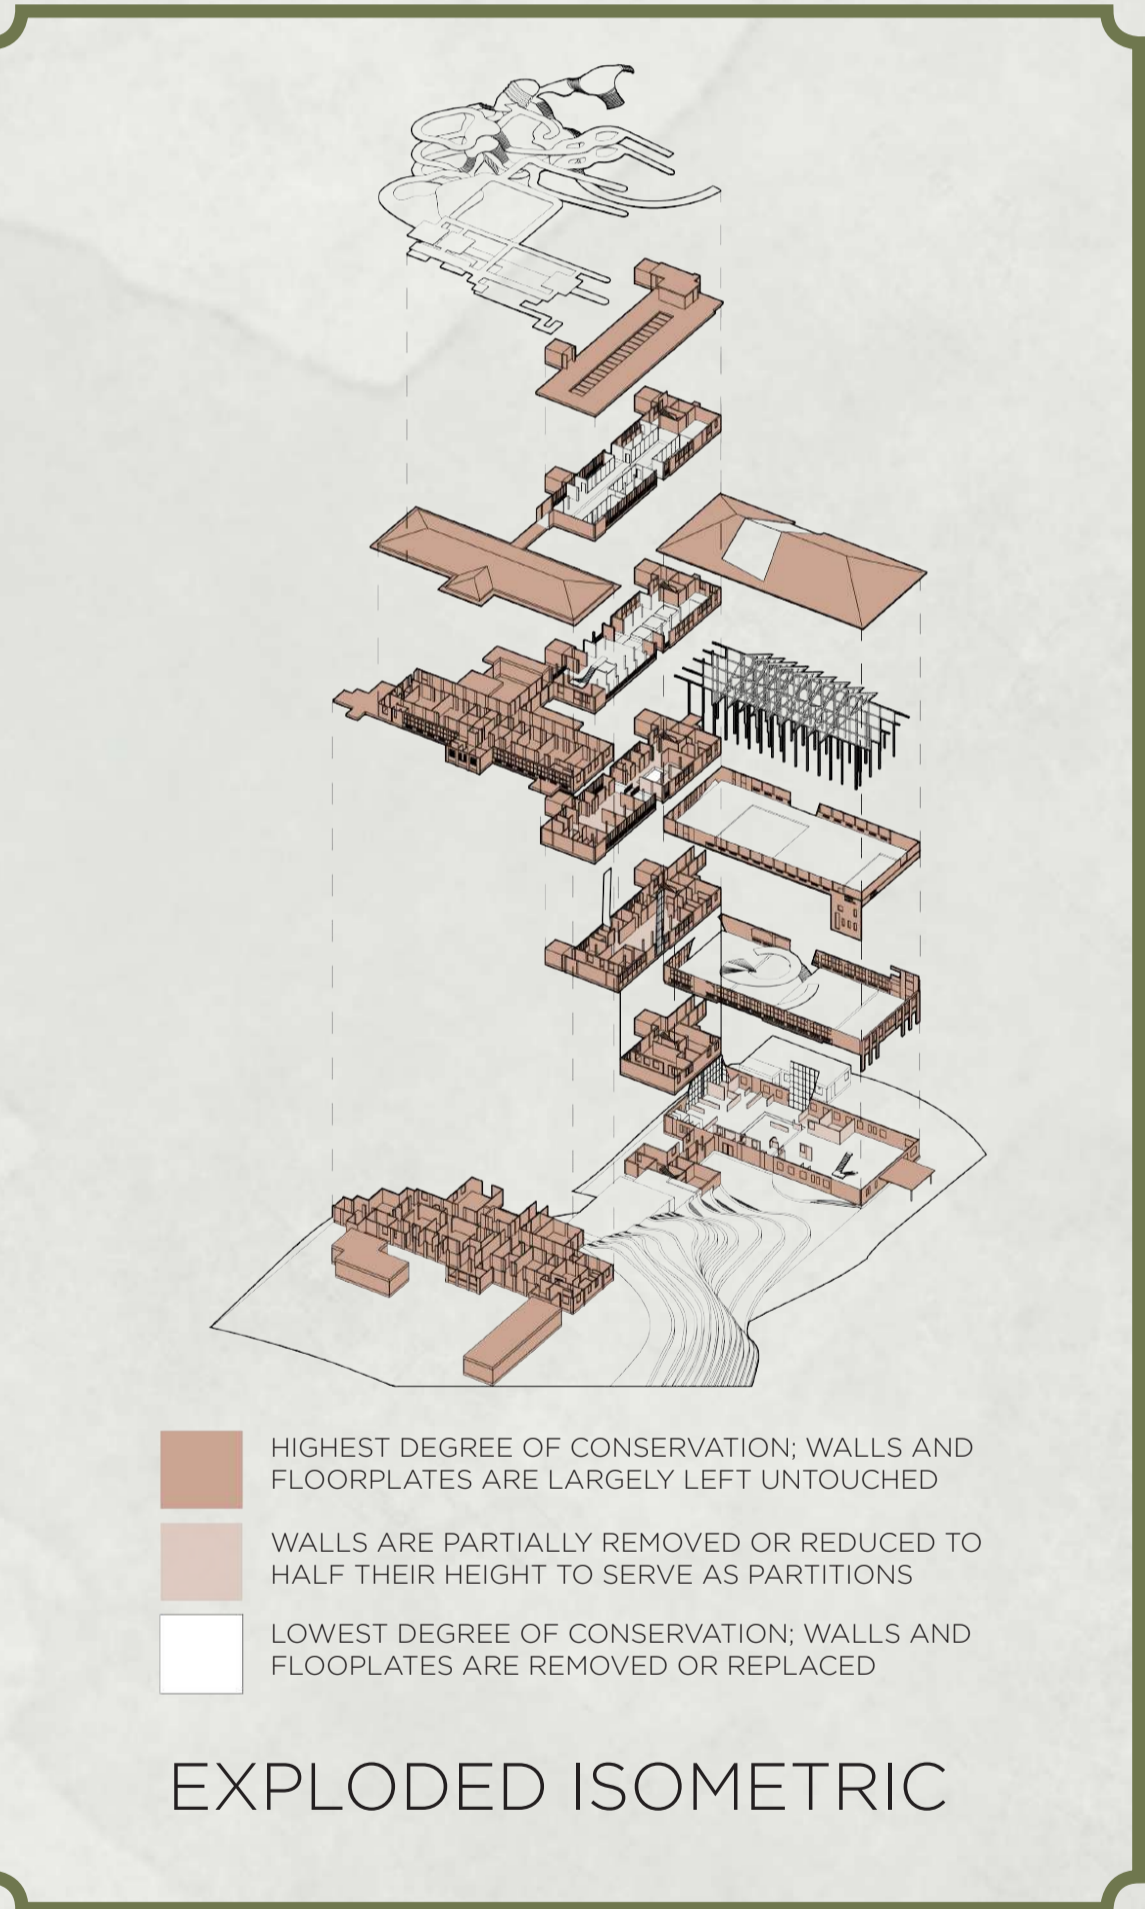 HIGHEST DEGREE OF CONSERVATION; WALLS AND
FLOORPLATES ARE LARGELY LEFT UNTOUCHED
WALLS ARE PARTIALLY REMOVED OR REDUCED TO
HALF THEIR HEIGHT TO SERVE AS PARTITIONS
LOWEST DEGREE OF CONSERVATION; WALLS AND
FLOOPLATES ARE REMOVED OR REPLACED
EXPLODED ISOMETRIC